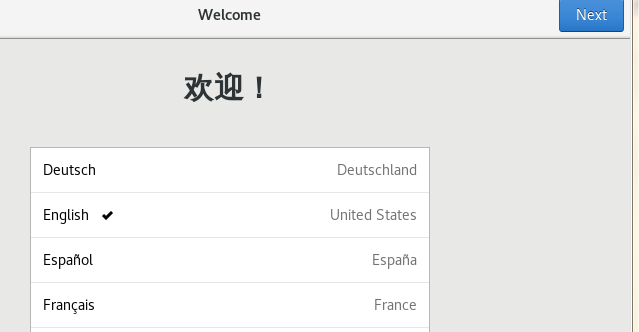 Welcome
Next
欢迎！
Deutsch Deutschland
English United States
Español España
Français France